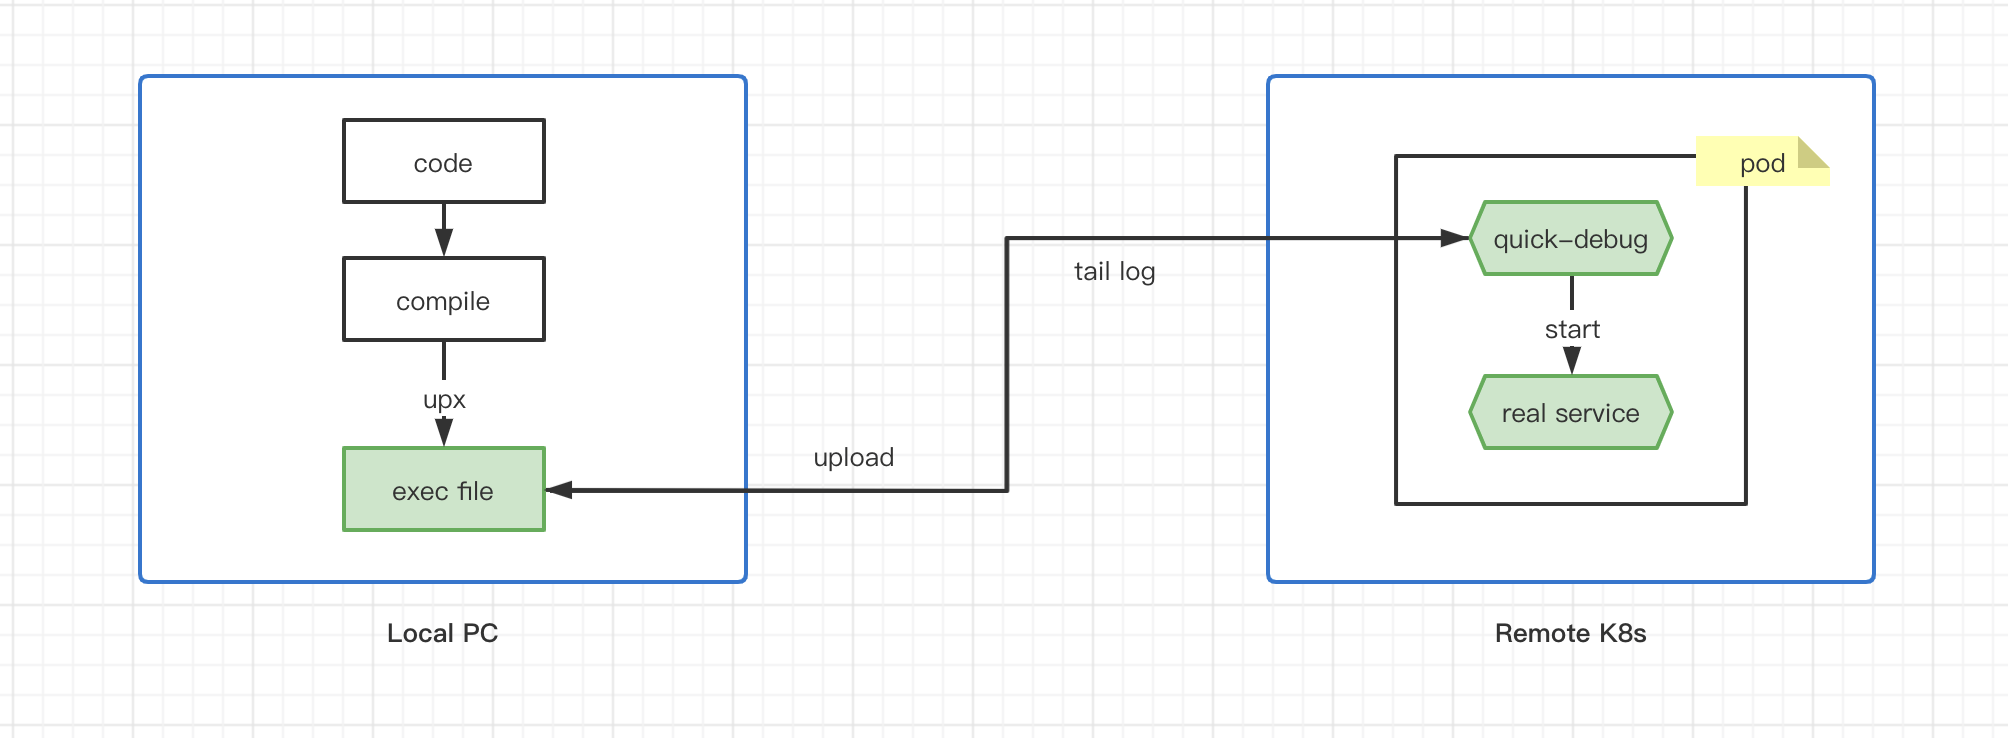 code
compile
upx
exec file
upload
tail log
pod
quick-debug
start
real service
Local PC
Remote K8s